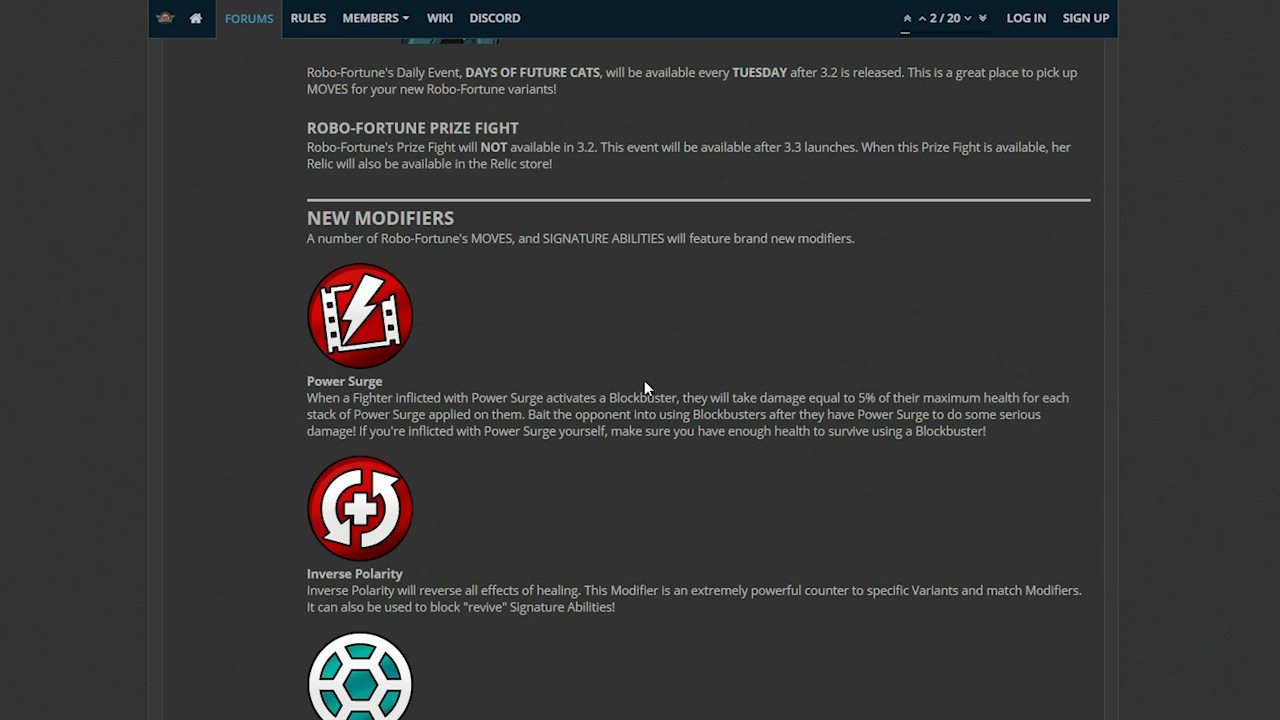 FORUMS RULES MEMBERS WIKI DISCORD 2 / 20 LOG IN SIGN UP
Robo-Fortune's Daily Event, DAYS OF FUTURE CATS, will be available every TUESDAY after 3.2 is released. This is a great place to pick up
MOVES for your new Robo-Fortune variants!
ROBO-FORTUNE PRIZE FIGHT
Robo-Fortune's Prize Fight will NOT available in 3.2. This event will be available after 3.3 launches. When this Prize Fight is available, her
Relic will also be available in the Relic store!
NEW MODIFIERS
A number of Robo-Fortune's MOVES, and SIGNATURE ABILITIES will feature brand new modifiers.
Power Surge
When a Fighter inflicted with Power Surge activates a Blockbuster, they will take damage equal to 5% of their maximum health for each
stack of Power Surge applied on them. Bait the opponent into using Blockbusters after they have Power Surge to do some serious
damage! If you're inflicted with Power Surge yourself, make sure you have enough health to survive using a Blockbuster!
Inverse Polarity
Inverse Polarity will reverse all effects of healing. This Modifier is an extremely powerful counter to specific Variants and match Modifiers.
It can also be used to block "revive" Signature Abilities!